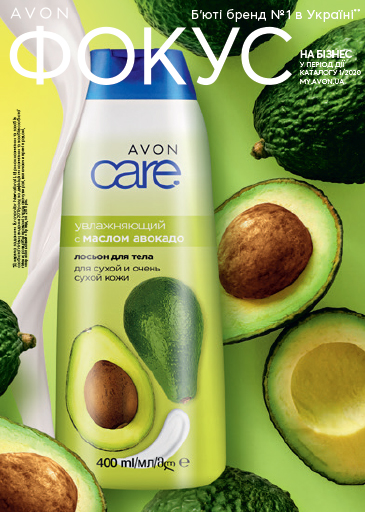 AVON
Б'юті бренд №1 в Україні**
ФОКУС
НА БІЗНЕС
У ПЕРІОД ДІЇ
КАТАЛОГУ 1/2020
MY.AVON.UA
AVON
care
увлажняющий
с маслом авокадо
лосьон для тела
для сухой и очень
сухой кожи
400 ml/мл/მლ e